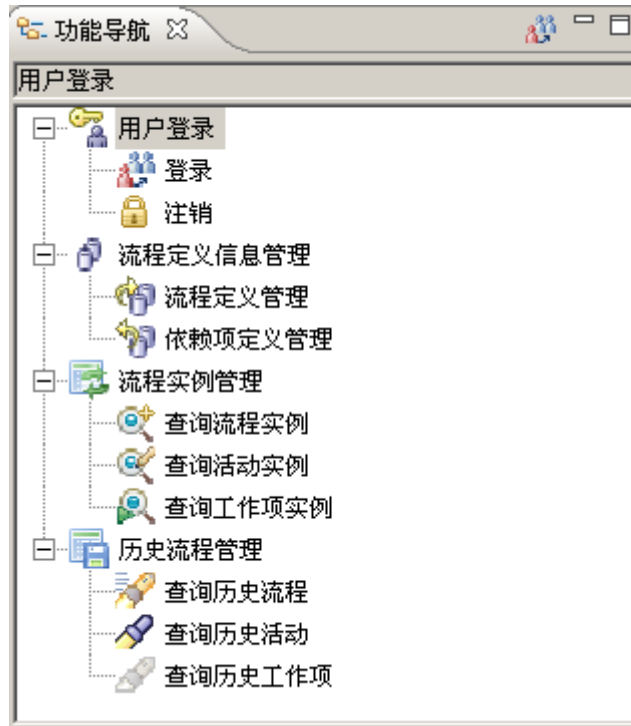 功能导航
用户登录
用户登录
登录
注销
流程定义信息管理
流程定义管理
依赖项定义管理
流程实例管理
查询流程实例
查询活动实例
查询工作项实例
历史流程管理
查询历史流程
查询历史活动
查询历史工作项